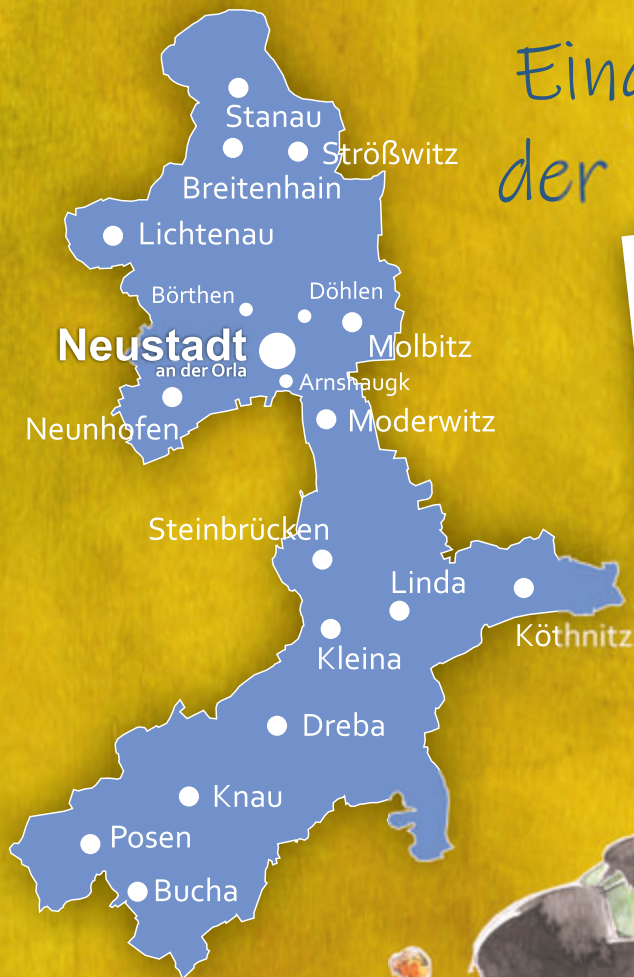 der
Stanau
Strößwitz
Breitenhain
Lichtenau
Börthen
Döhlen
Neustadt
an der Orla
Molbitz
Arnshaugk
Neunhofen
Moderwitz
Steinbrücken
Linda
Köthnitz
Kleina
Dreba
Knau
Posen
Bucha